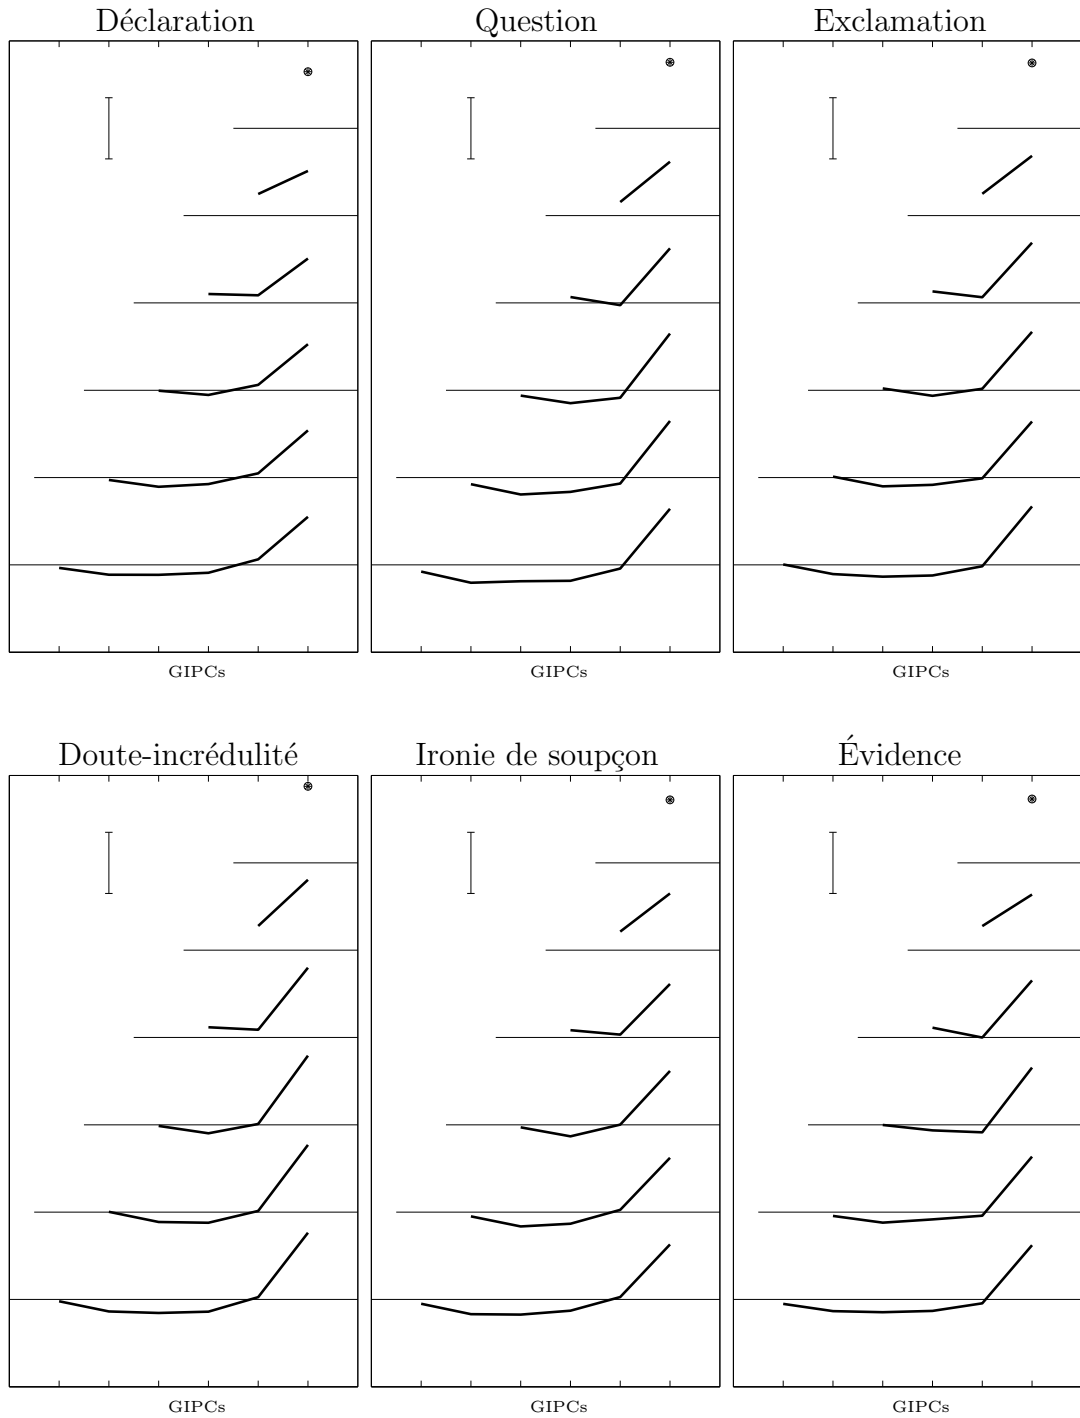 Déclaration
Question
Exclamation
GIPCs
GIPCs
GIPCs
Doute-incrédulité
Ironie de soupçon
Évidence
GIPCs
GIPCs
GIPCs